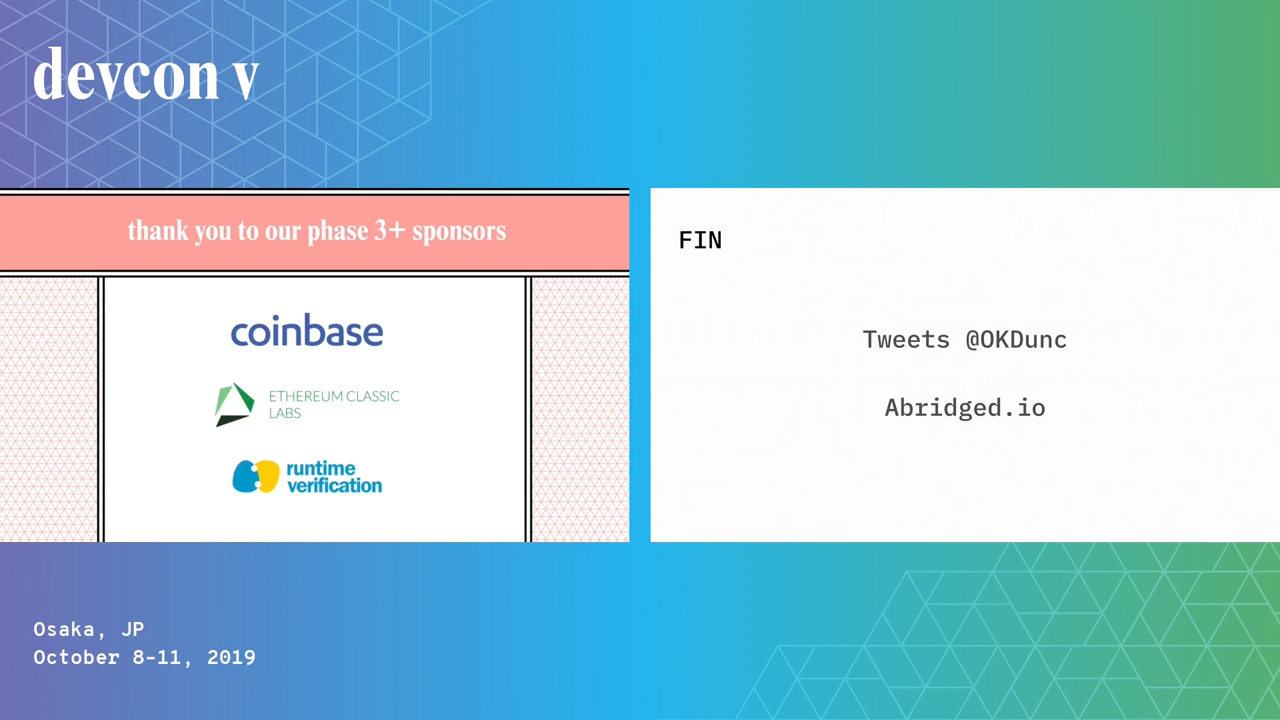 devcon v
thank you to our phase 3+ sponsors
coinbase
ETHEREUM CLASSIC
LABS
runtime
verification
FIN
Tweets @OKDunc
Abridged.io
Osaka, JP
October 8-11, 2019